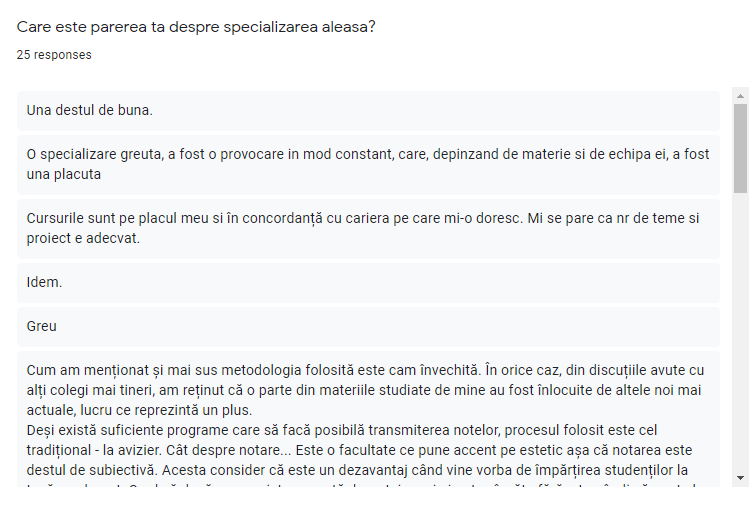 Care este parerea ta despre specializarea aleasa?
25 responses
Una destul de buna.
O specializare greuta, a fost o provocare in mod constant, care, depinzand de materie si de echipa ei, a fost
una placuta
Cursurile sunt pe placul meu si în concordanță cu cariera pe care mi-o doresc. Mi se pare ca nr de teme si
proiect e adecvat.
Idem.
Greu
Cum am menționat și mai sus metodologia folosită este cam învechită. În orice caz, din discuțiile avute cu
alți colegi mai tineri, am reținut că o parte din materiile studiate de mine au fost înlocuite de altele noi mai
actuale, lucru ce reprezintă un plus.
Deși există suficiente programe care să facă posibilă transmiterea notelor, procesul folosit este cel
tradițional - la avizier. Cât despre notare... Este o facultate ce pune accent pe estetic așa că notarea este
destul de subiectivă. Acesta consider că este un dezavantaj când vine vorba de împărțirea studenților la